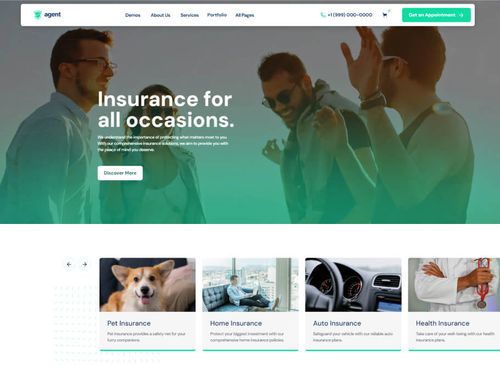 agent
Demos About Us Services Portfolio All Pages
+1 (999) 000-0000
0
Get an Appointment
Insurance for
all occasions.
We understand the importance of protecting what matters most to you
With our comprehensive insurance solutions, we aim to provide you with
the peace of mind you deserve.
Discover More
Pet Insurance
Pet insurance provides a safety net for your
furry companions.
Home Insurance
Protect your biggest investment with our
comprehensive home insurance policies.
Auto Insurance
Safeguard your vehicle with our reliable auto
insurance plans.
Health Insurance
Take care of your well-being with our health
insurance plans.